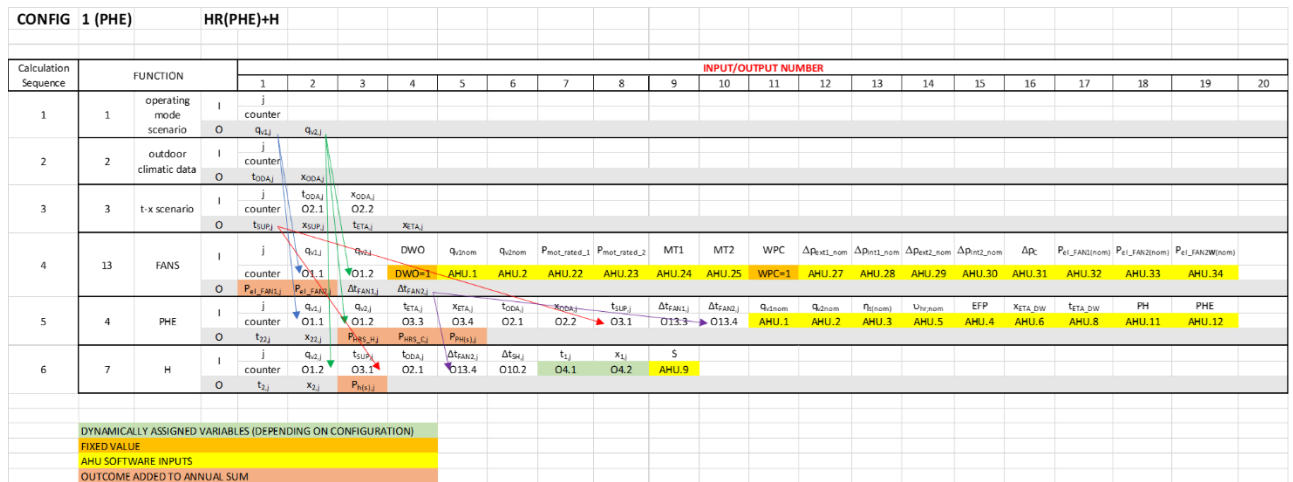 CONFIG 1 (PHE) HR(PHE)+H
Calculation Sequence FUNCTION INPUT/OUTPUT NUMBER
1 2 3 4 5 6 7 8 9 10 11 12 13 14 15 16 17 18 19 20
1 1 operating mode scenario I j
counter
O qv1,j qv2,j
2 2 outdoor climatic data I j
counter
O tODA,j xODA,j
3 3 t-x scenario I j tODA,j xODA,j
counter O2.1 O2.2
O tSUP,j xSUP,j tETA,j xETA,j
4 13 FANS I j qv1,j qv2,j DWO qv1nom qv2nom Pmot_rated_1 Pmot_rated_2 MT1 MT2 WPC Δpext1_nom Δpint1_nom Δpext2_nom Δpint2_nom ΔpC Pel_FAN1(nom) Pel_FAN2(nom) Pel_FAN2W(nom)
counter O1.1 O1.2 DWO=1 AHU.1 AHU.2 AHU.22 AHU.23 AHU.24 AHU.25 WPC=1 AHU.27 AHU.28 AHU.29 AHU.30 AHU.31 AHU.32 AHU.33 AHU.34
O Pel_FAN1,j Pel_FAN2,j ΔtFAN1,j ΔtFAN2,j
5 4 PHE I j qv1,j qv2,j tETA,j xETA,j tODA,j xODA,j tSUP,j ΔtFAN1,j ΔtFAN2,j qv1nom qv2nom ηt(nom) υhr,nom EFP xETA_DW tETA_DW PH PHE
counter O1.1 O1.2 O3.3 O3.4 O2.1 O2.2 O3.1 O13.3 O13.4 AHU.1 AHU.2 AHU.3 AHU.5 AHU.4 AHU.6 AHU.8 AHU.11 AHU.12
O t22,j x22,j PHRS_H,j PHRS_C,j PPH(s),j
6 7 H I j qv2,j tSUP,j tODA,j ΔtFAN2,j ΔtSH,j t1,j x1,j S
counter O1.2 O3.1 O2.1 O13.4 O10.2 O4.1 O4.2 AHU.9
O t2,j x2,j Ph(s),j
DYNAMICALLY ASSIGNED VARIABLES (DEPENDING ON CONFIGURATION)
FIXED VALUE
AHU SOFTWARE INPUTS
OUTCOME ADDED TO ANNUAL SUM